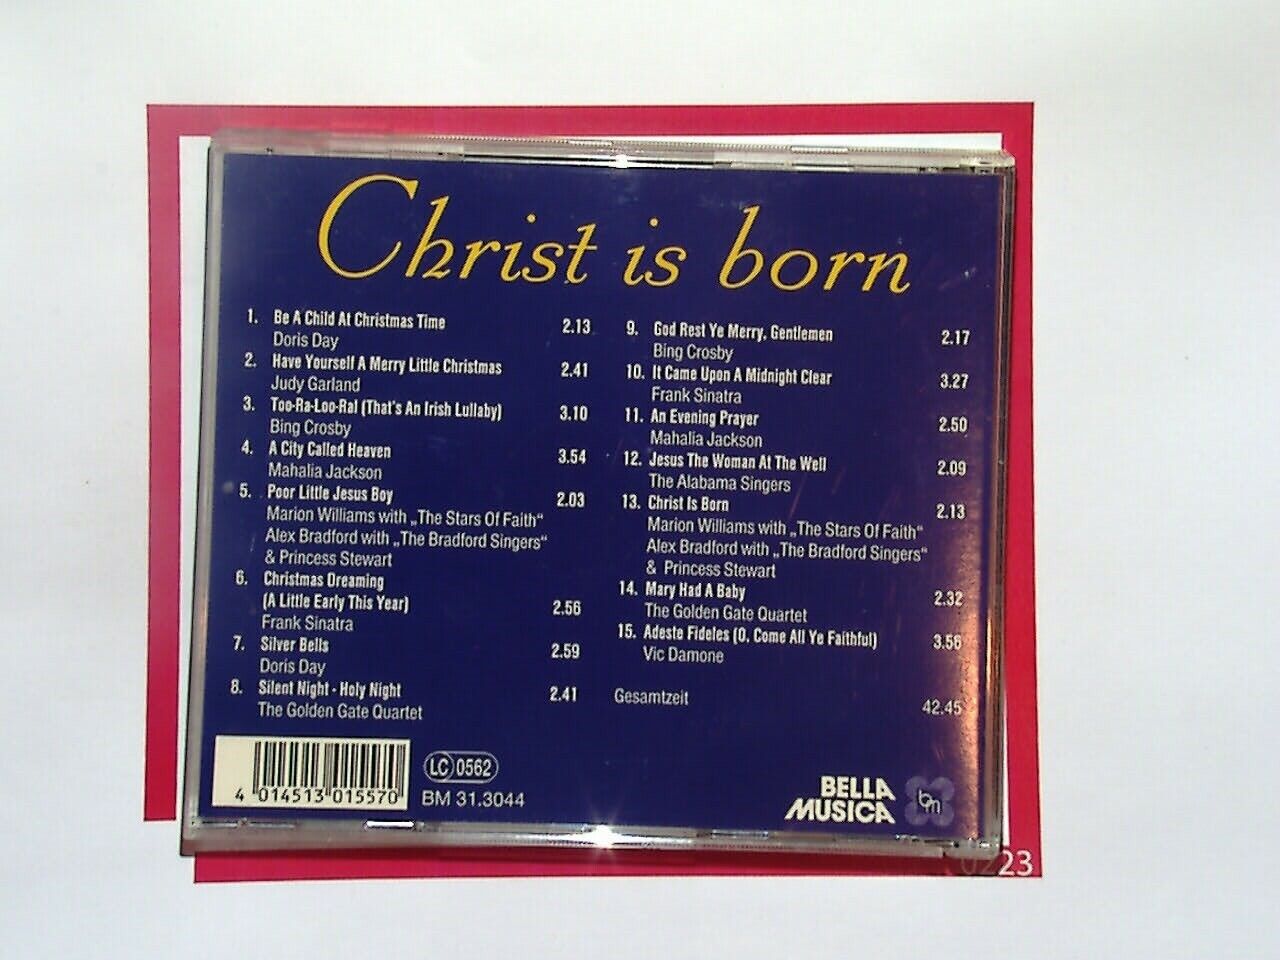 Christ is born
1. Be A Child At Christmas Time 2.13
Doris Day
2. Have Yourself A Merry Little Christmas 2.41
Judy Garland
3. Too-Ra-Loo-Ral (That's An Irish Lullaby) 3.10
Bing Crosby
4. A City Called Heaven 3.54
Mahalia Jackson
5. Poor Little Jesus Boy 2.03
Marion Williams with „The Stars Of Faith“
Alex Bradford with „The Bradford Singers“
& Princess Stewart
6. Christmas Dreaming
(A Little Early This Year) 2.56
Frank Sinatra
7. Silver Bells 2.59
Doris Day
8. Silent Night - Holy Night 2.41
The Golden Gate Quartet
9. God Rest Ye Merry, Gentlemen 2.17
Bing Crosby
10. It Came Upon A Midnight Clear 3.27
Frank Sinatra
11. An Evening Prayer 2.50
Mahalia Jackson
12. Jesus The Woman At The Well 2.09
The Alabama Singers
13. Christ Is Born 2.13
Marion Williams with „The Stars Of Faith“
Alex Bradford with „The Bradford Singers“
& Princess Stewart
14. Mary Had A Baby 2.32
The Golden Gate Quartet
15. Adeste Fideles (O, Come All Ye Faithful) 3.56
Vic Damone
Gesamtzeit 42.45
4 014513 015570
LC 0562
BM 31.3044
BELLA
MUSICA
bm
0223